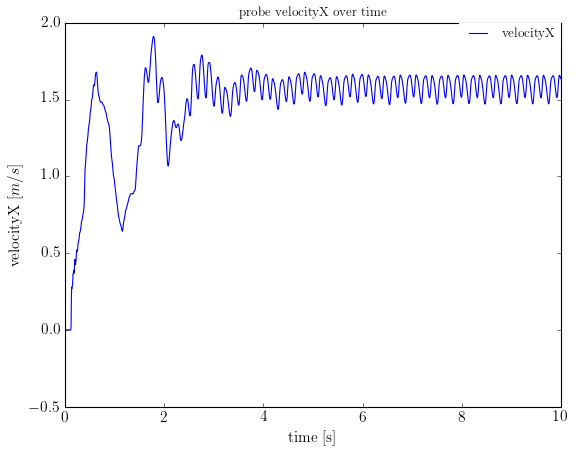 probe velocityX over time
velocityX
2.0
1.5
1.0
0.5
0.0
−0.5
velocityX [m/s]
0 2 4 6 8 10
time [s]